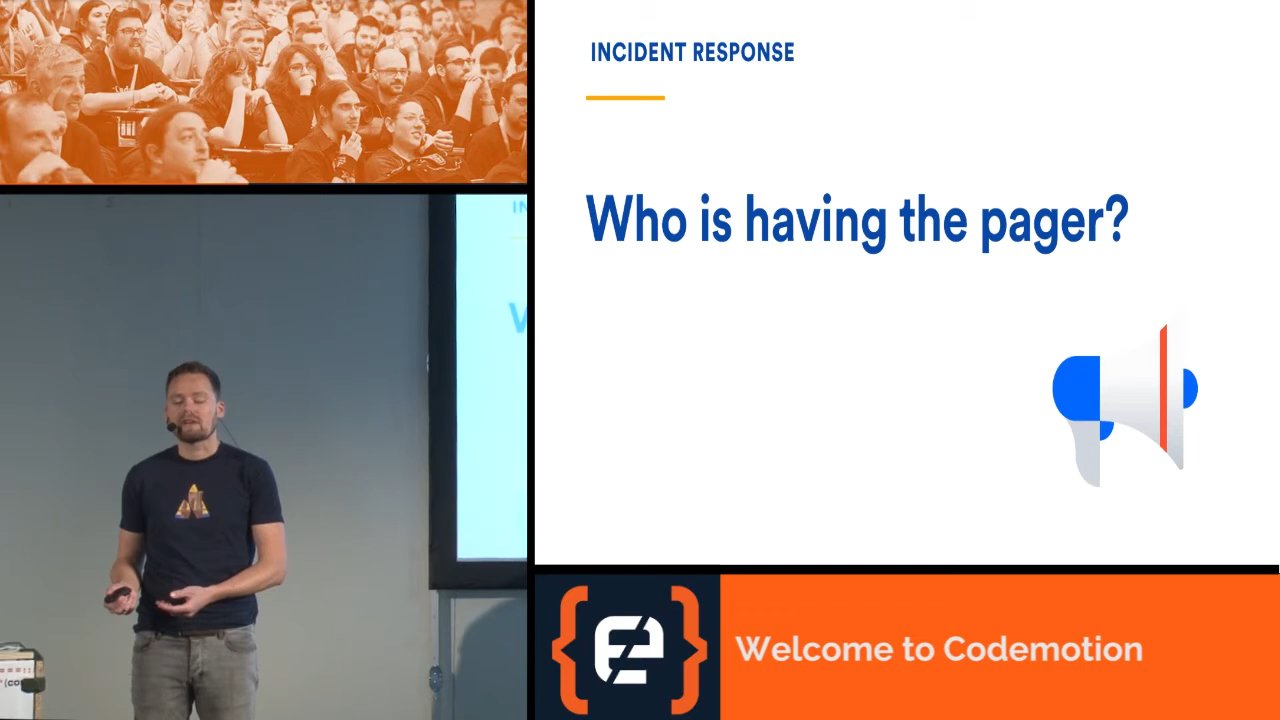 INCIDENT RESPONSE
Who is having the pager?
Welcome to Codemotion